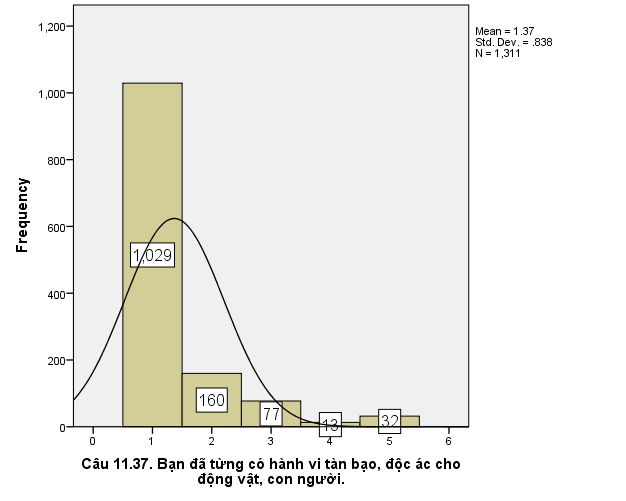 Mean = 1.37
Std. Dev. = .838
N = 1,311
Frequency
1,200
1,000
800
600
400
200
0
1,029
160
77
13
32
0 1 2 3 4 5 6
Câu 11.37. Bạn đã từng có hành vi tàn bạo, độc ác cho
động vật, con người.